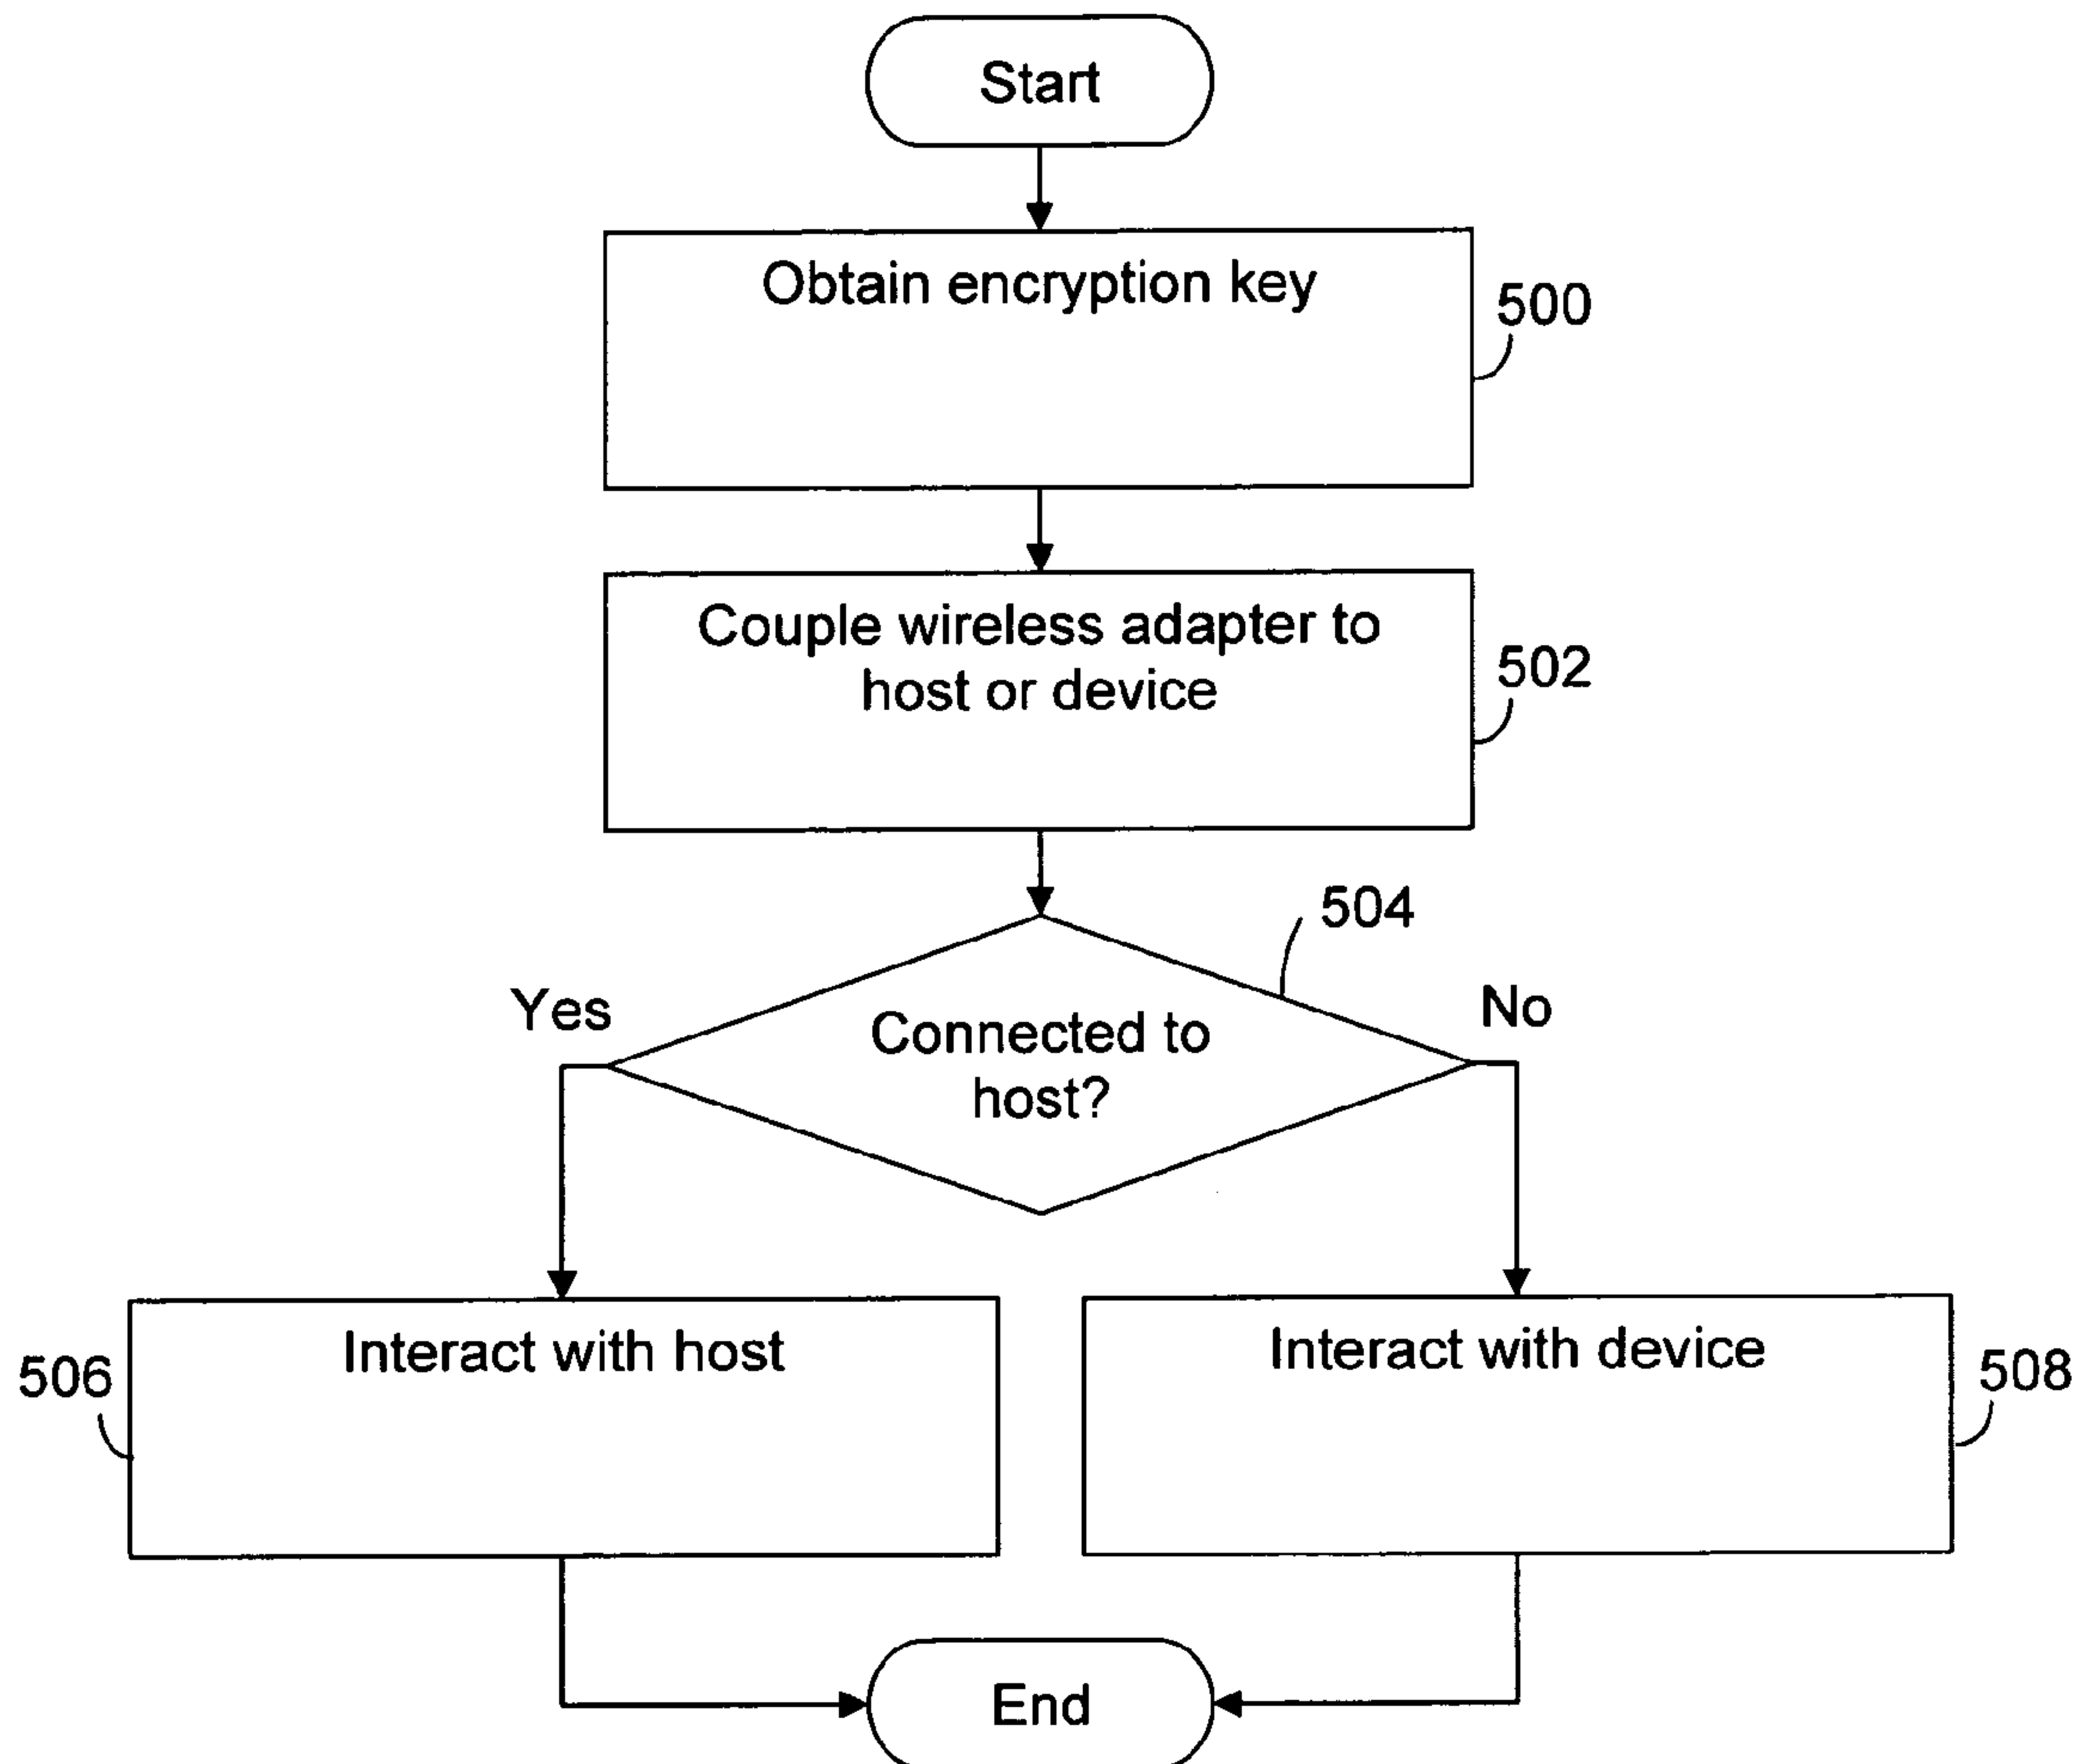 Start
Obtain encryption key
500
Couple wireless adapter to
host or device
502
504
Yes
No
Connected to
host?
Interact with host
506
Interact with device
508
End